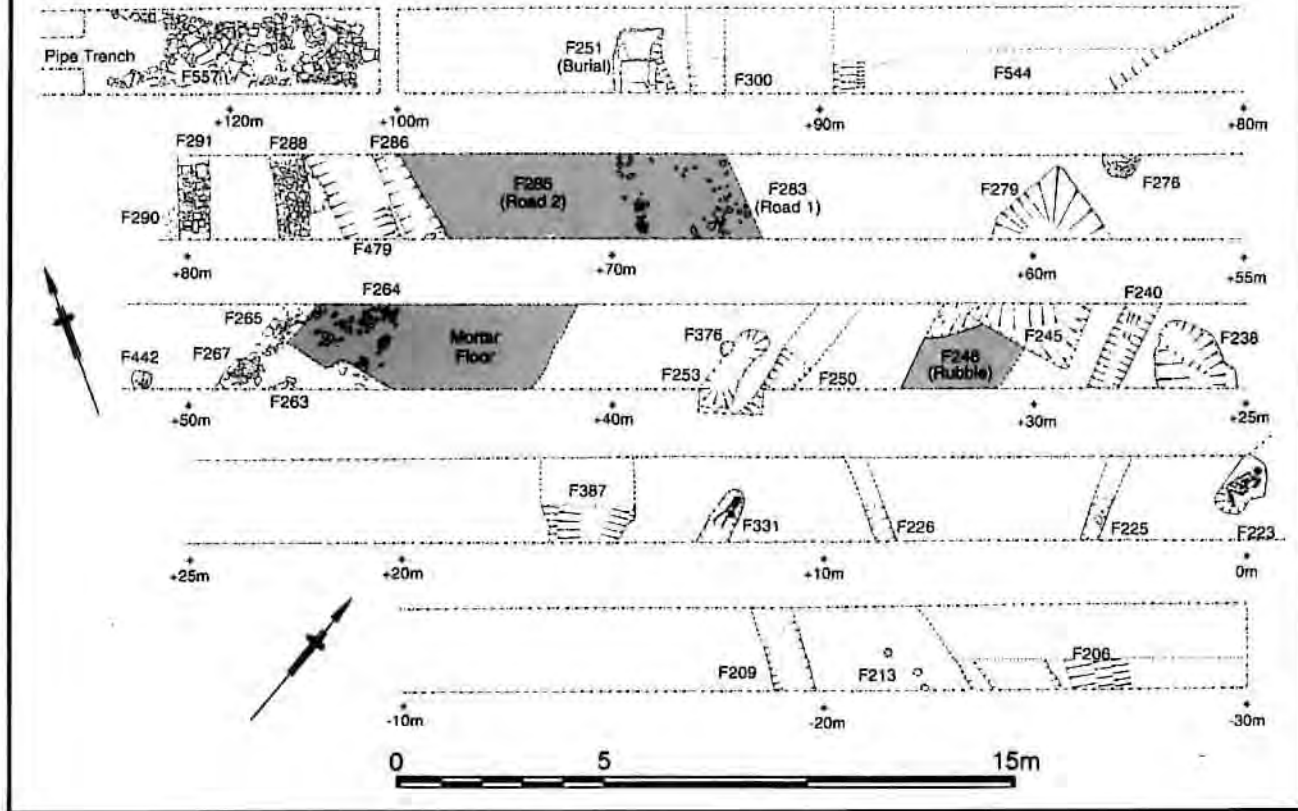 Pipe Trench
F557
F251
(Burial)
F300
F544
+120m
+100m
+90m
+80m
F291
F288
F286
F290
F479
F285
(Road 2)
F283
(Road 1)
F279
F276
+80m
+70m
+60m
+55m
F264
F265
F267
F442
F263
Mortar
Floor
F376
F253
F250
F246
(Rubble)
F245
F240
F238
+50m
+40m
+30m
+25m
F387
F331
F226
F225
F223
+25m
+20m
+10m
0m
F209
F213
F206
-10m
-20m
-30m
0 5 15m